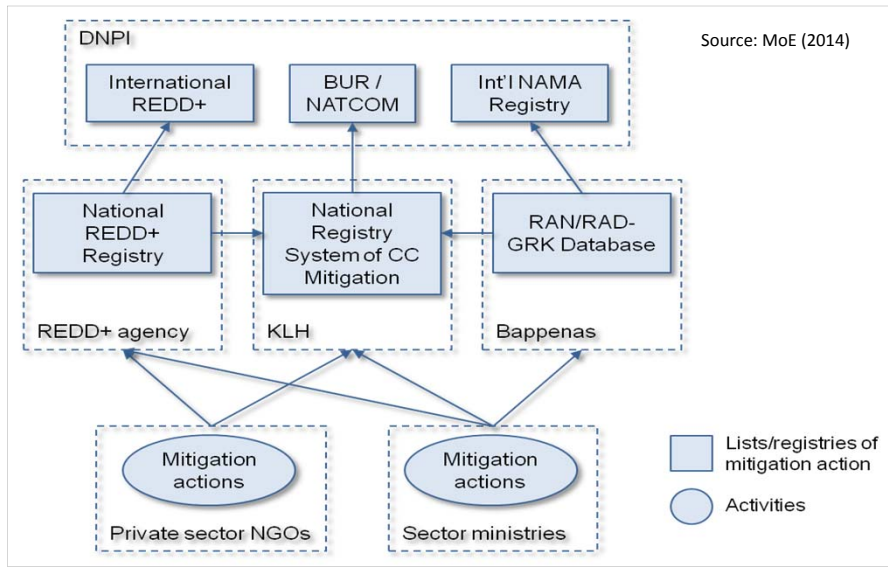 DNPI
Source: MoE (2014)
International
REDD+
BUR /
NATCOM
Int'l NAMA
Registry
National
REDD+
Registry
National
Registry
System of CC
Mitigation
RAN/RAD-
GRK Database
REDD+ agency
KLH
Bappenas
Mitigation
actions
Mitigation
actions
Private sector NGOs
Sector ministries
Lists/registries of
mitigation action
Activities